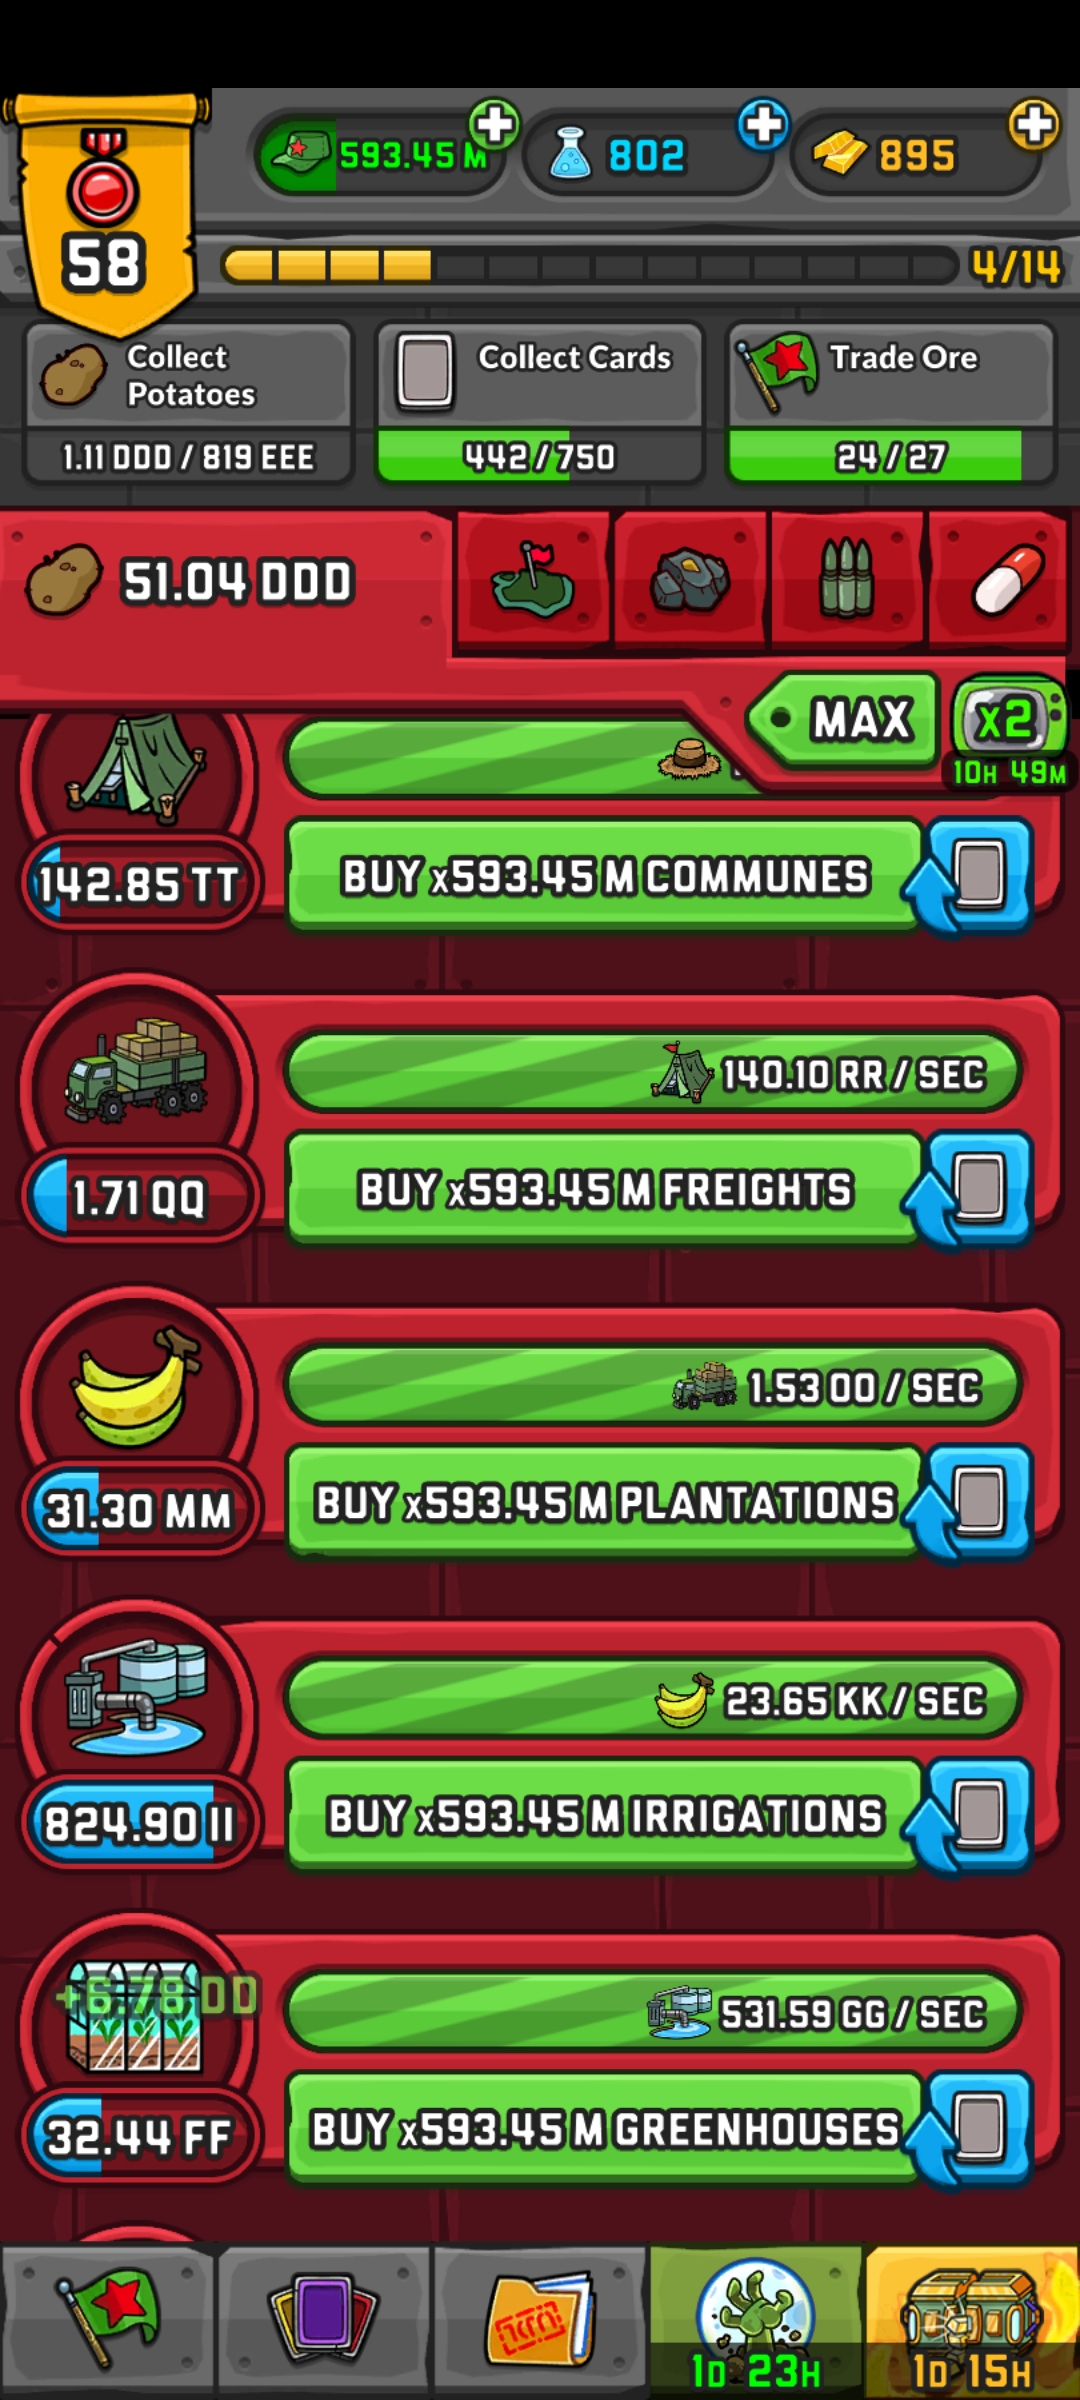 58
593.45 M
802
895
4/14
Collect Potatoes
1.11 DDD / 819 EEE
Collect Cards
442/750
Trade Ore
24/27
51.04 DDD
MAX
x2
10H 49M
142.85 TT
BUY x593.45 M COMMUNES
140.10 RR / SEC
1.71 QQ
BUY x593.45 M FREIGHTS
1.53 OO / SEC
31.30 MM
BUY x593.45 M PLANTATIONS
23.65 KK / SEC
824.90 II
BUY x593.45 M IRRIGATIONS
+6.78 DD
531.59 GG / SEC
32.44 FF
BUY x593.45 M GREENHOUSES
1D 23H
1D 15H